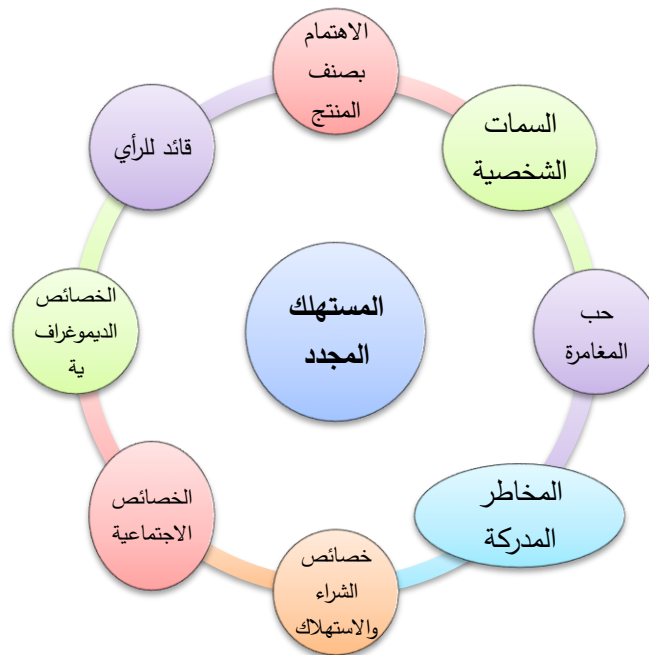 الاهتمام
بصنف
المنتج
السمات
الشخصية
حب
المغامرة
المخاطر
المدركة
خصائص
الشراء
والاستهلاك
الخصائص
الاجتماعية
الخصائص
الديموغراف
ية
قائد للرأي
المستهلك
المجدد